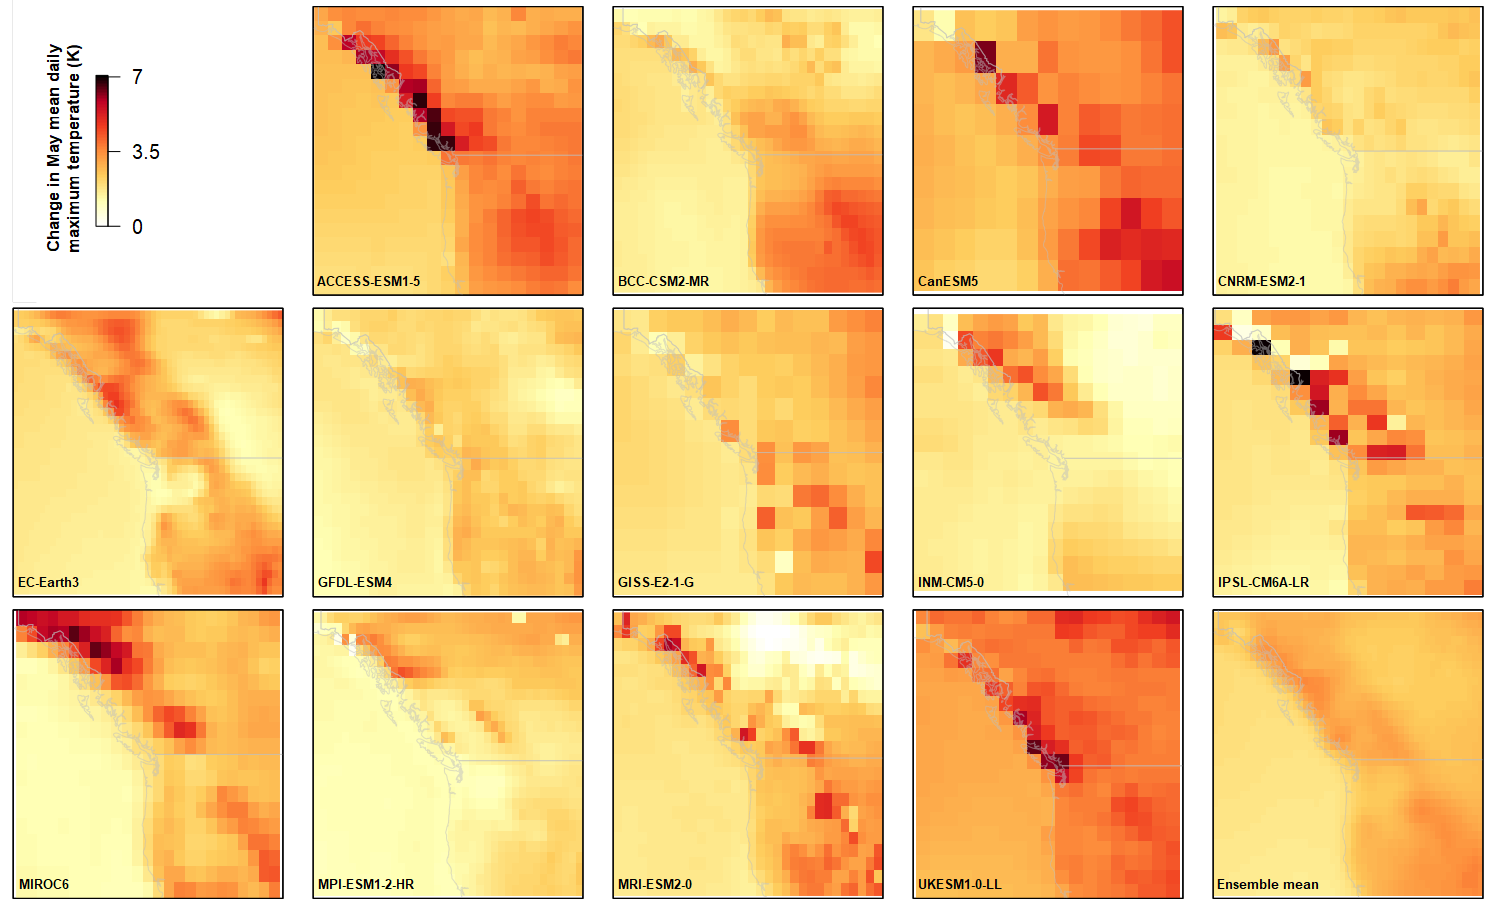 Change in May mean daily
maximum temperature (K)
7
3.5
0
ACCESS-ESM1-5
BCC-CSM2-MR
CanESM5
CNRM-ESM2-1
EC-Earth3
GFDL-ESM4
GISS-E2-1-G
INM-CM5-0
IPSL-CM6A-LR
MIROC6
MPI-ESM1-2-HR
MRI-ESM2-0
UKESM1-0-LL
Ensemble mean